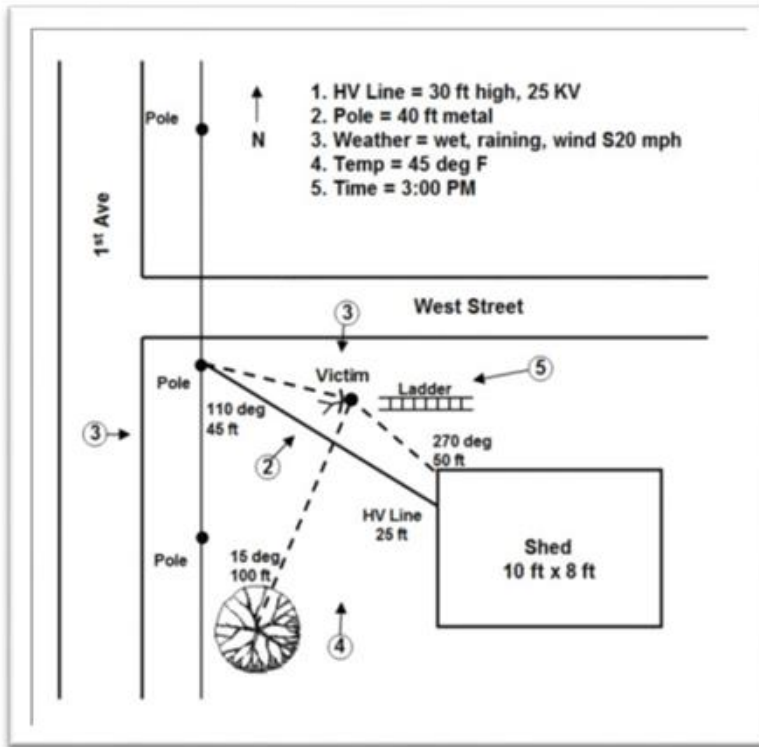 1. HV Line = 30 ft high, 25 KV
Pole
2. Pole = 40 ft metal
N
3. Weather = wet, raining, wind S20 mph
4. Temp = 45 deg F
5. Time = 3:00 PM
1st Ave
West Street
3
5
Victim
Pole
Ladder
110 deg
45 ft
3
270 deg
50 ft
2
HV Line
25 ft
Shed
10 ft x 8 ft
Pole
15 deg
100 ft
4